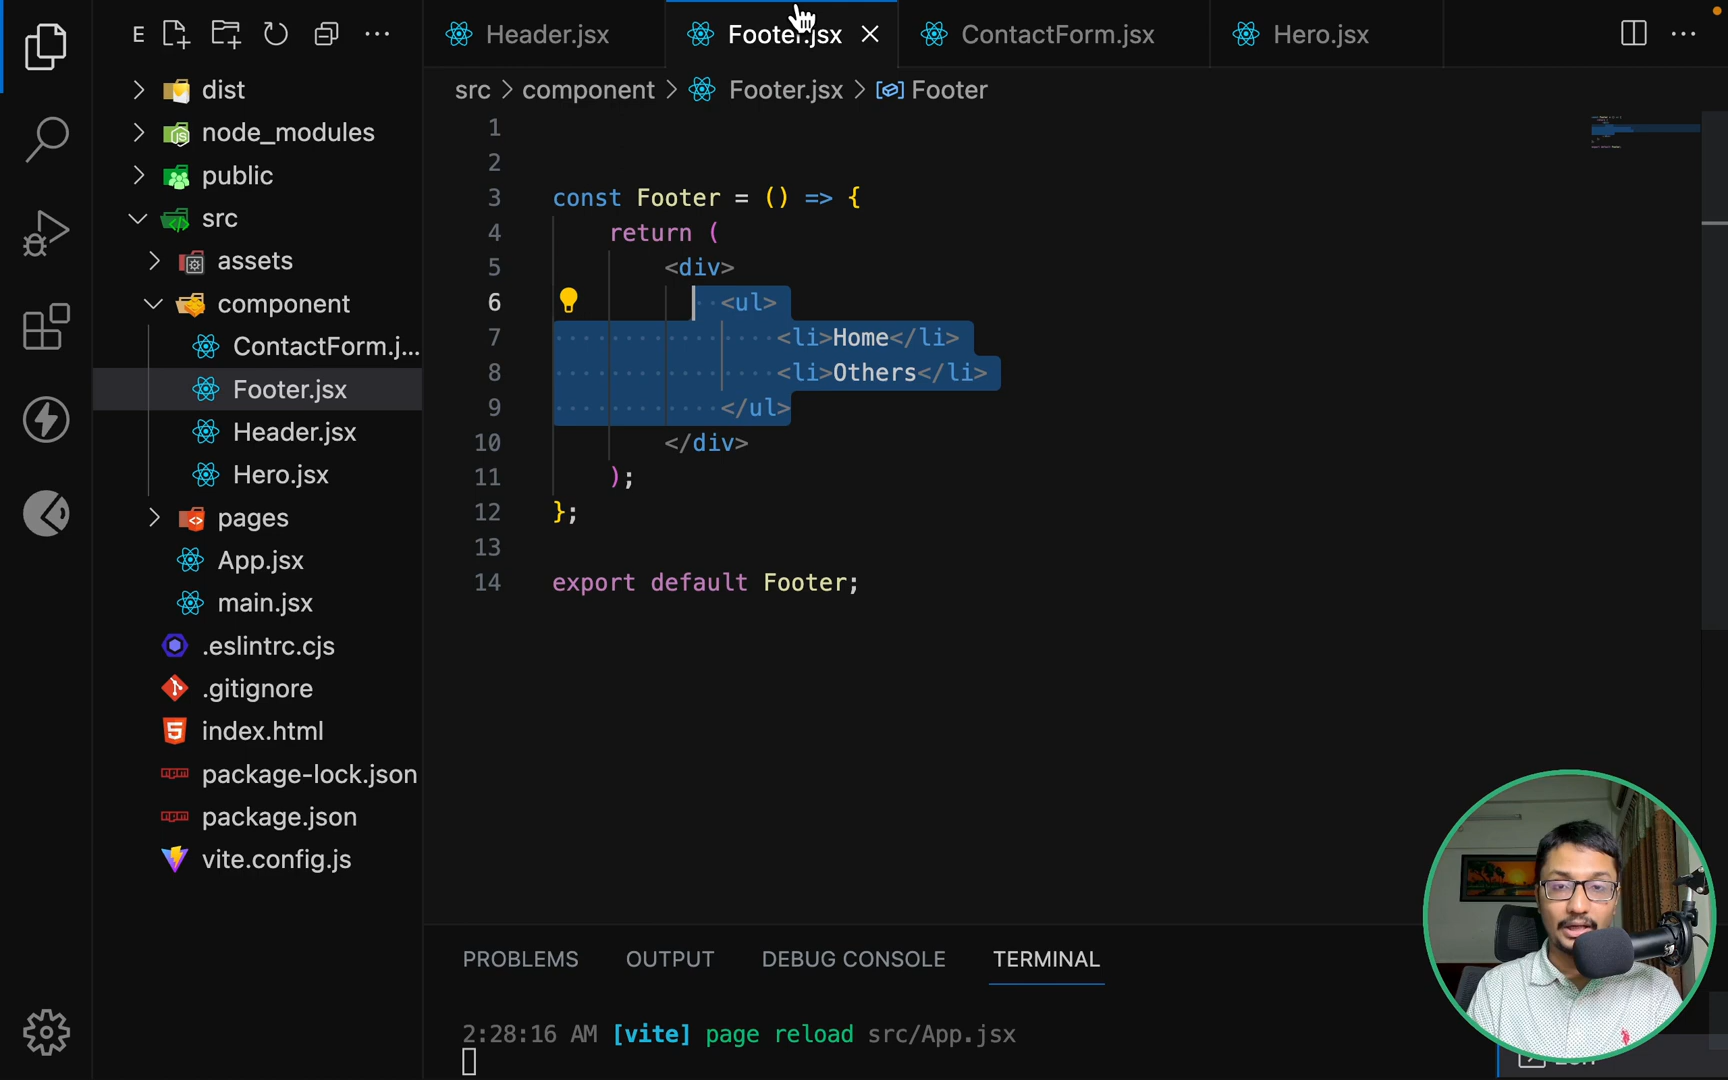 E
Header.jsx
Footer.jsx
ContactForm.jsx
Hero.jsx
src > component > Footer.jsx > Footer
dist
node_modules
public
src
assets
component
ContactForm.j...
Footer.jsx
Header.jsx
Hero.jsx
pages
App.jsx
main.jsx
.eslintrc.cjs
.gitignore
index.html
package-lock.json
package.json
vite.config.js
1
2
3 const Footer = () => {
4 return (
5 <div>
6 <ul>
7 <li>Home</li>
8 <li>Others</li>
9 </ul>
10 </div>
11 );
12 };
13
14 export default Footer;
PROBLEMS OUTPUT DEBUG CONSOLE TERMINAL
2:28:16 AM [vite] page reload src/App.jsx